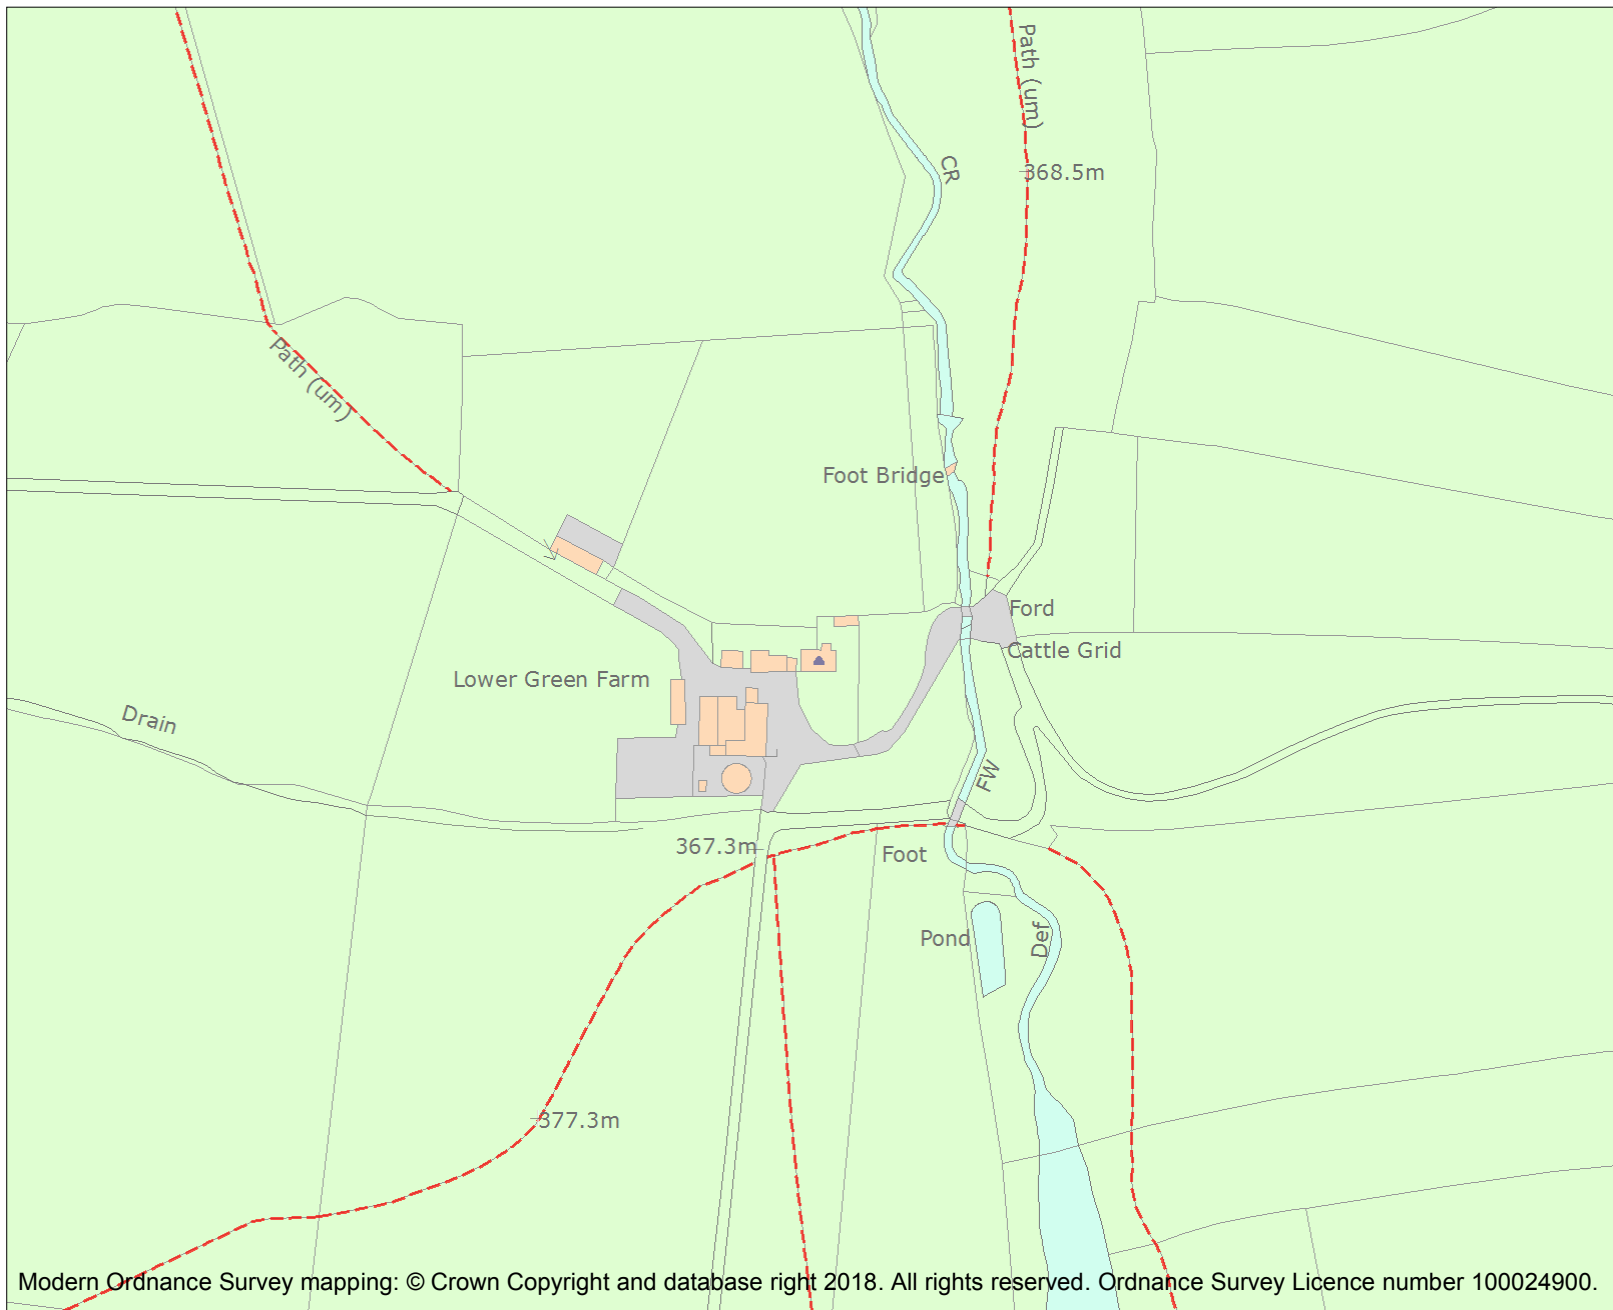 Path (um)
CR
368.5m
Path (um)
Foot Bridge
Ford
Cattle Grid
Lower Green Farm
Drain
FW
367.3m
Foot
Pond
Def
377.3m
Modern Ordnance Survey mapping: © Crown Copyright and database right 2018. All rights reserved. Ordnance Survey Licence number 100024900.